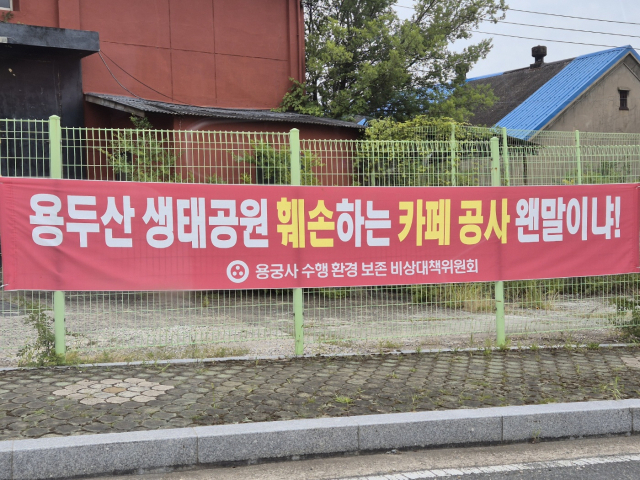 용두산 생태공원 훼손하는 카페 공사 왠말이냐!
용궁사 수행 환경 보존 비상대책위원회